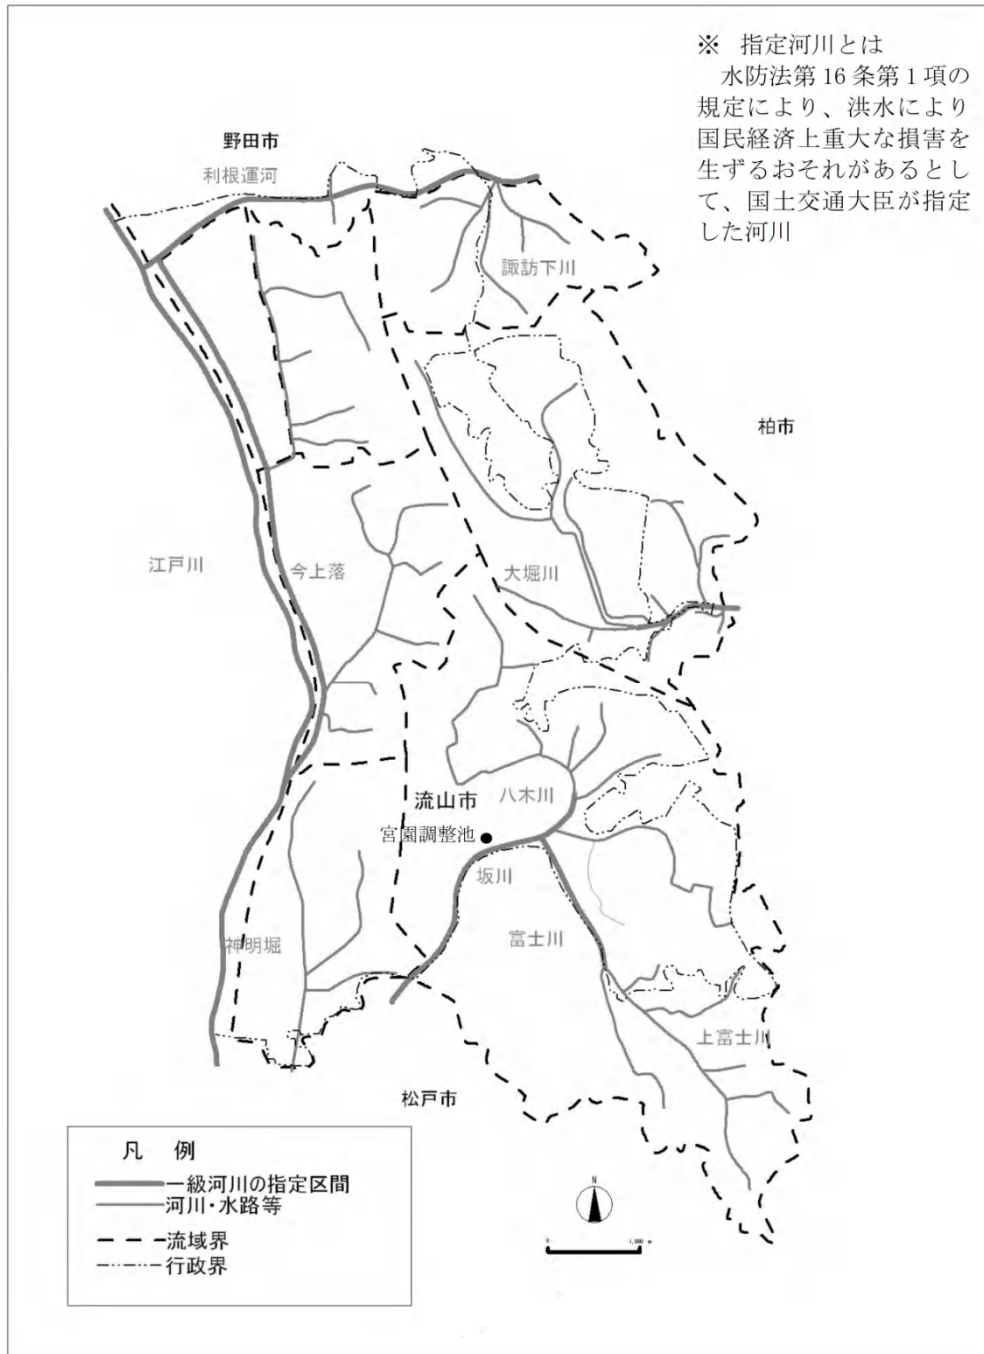 ※ 指定河川とは
水防法第16条第1項の
規定により、洪水により
国民経済上重大な損害を
生ずるおそれがあるとし
て、国土交通大臣が指定
した河川
野田市
利根運河
諏訪下川
柏市
江戸川
今上落
大堀川
流山市
八木川
宮園調整池
坂川
富士川
神明堀
上富士川
松戸市
凡 例
一級河川の指定区間
河川・水路等
流域界
行政界
N
0